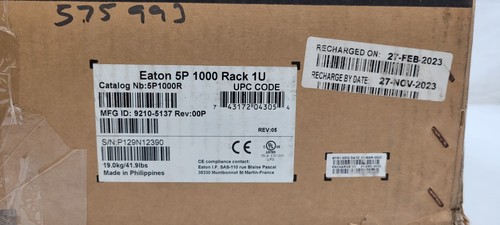 575993
RECHARGED ON:
27-FEB-2023
RECHARGE BY DATE:
27-NOV-2023
Eaton 5P 1000 Rack 1U
Catalog Nb:5P1000R
UPC CODE
7 43172 04305 4
MFG ID: 9210-5137 Rev:00P
REV:05
S/N:P129N12390
19.0kg/41.9lbs
Made in Philippines
CE compliance contact:
Eaton I.F. SAS-110 rue Blaise Pascal
38330 Montbonnot St Martin-France